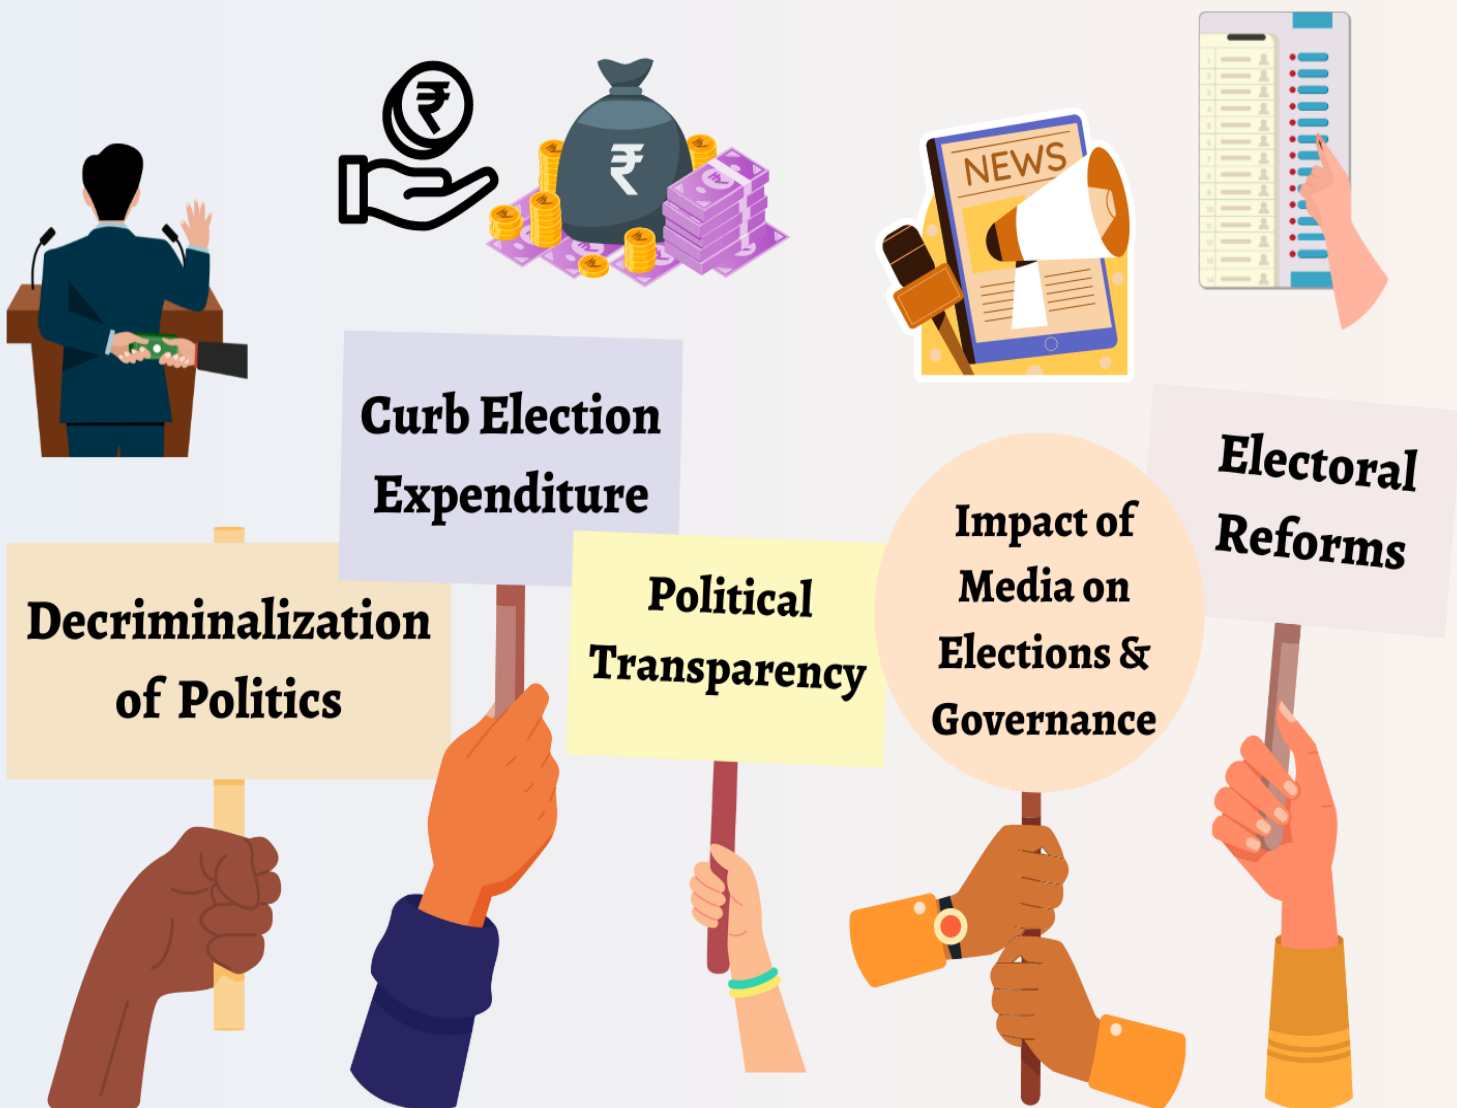 ₹
₹
NEWS
Curb Election
Expenditure
Electoral
Reforms
Decriminalization
of Politics
Political
Transparency
Impact of
Media on
Elections &
Governance